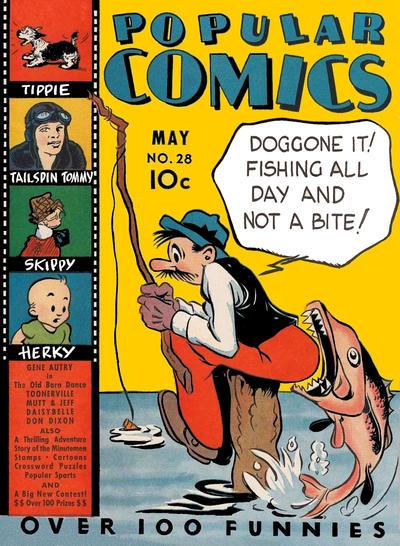 POPULAR
COMICS
MAY
NO. 28
10c
DOGGONE IT!
FISHING ALL
DAY AND
NOT A BITE!
TIPPIE
TAILSPIN TOMMY
SKIPPY
HERKY
GENE AUTRY
in
The Old Barn Dance
TOONERVILLE
MUTT & JEFF
DAISYBELLE
DON DIXON
ALSO
A Thrilling Adventure
Story of the Minutemen
Stamps • Cartoons
Crossword Puzzles
Popular Sports
AND
A Big New Contest!
$$ Over 100 Prizes $$
OVER 100 FUNNIES